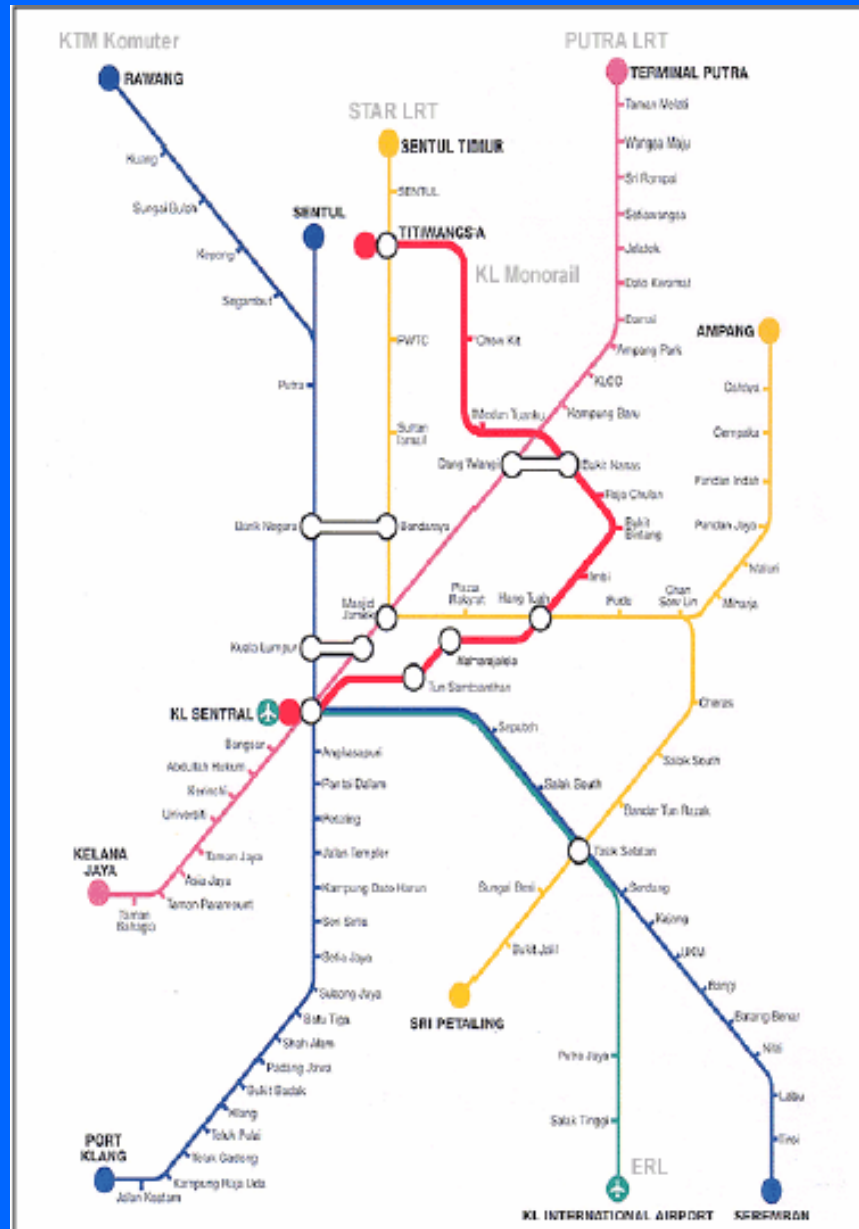 KTM Komuter
PUTRA LRT
RAWANG
TERMINAL PUTRA
STAR LRT
Taman Melati
SENTUL TIMUR
Wangsa Maju
Kuang
Sri Rampai
SENTUL
Sungai Buloh
SENTUL
Setiawangsa
TITIWANGSA
Kepong
Jelatek
KL Monorail
Dato Keramat
Segambut
Damai
AMPANG
PWTC
Chow Kit
Ampang Park
KLCC
Putra
Cahaya
Medan Tuanku
Kampung Baru
Sultan
Ismail
Cempaka
Dang Wangi
Bukit Nanas
Pandan Indah
Raja Chulan
Bank Negara
Bandaraya
Bukit
Bintang
Pandan Jaya
Maluri
Imbi
Plaza
Rakyat
Chan
Sow Lin
Masjid
Jamek
Hang Tuah
Pudu
Miharja
Kuala Lumpur
Maharajalela
Tun Sambanthan
Cheras
KL SENTRAL
Seputeh
Bangsar
Angkasapuri
Abdullah Hukum
Salak South
Kerinchi
Pantai Dalam
Salak South
Universiti
Petaling
Bandar Tun Razak
KELANA
JAYA
Taman Jaya
Jalan Templer
Tasik Selatan
Asia Jaya
Kampung Dato Harun
Sungai Besi
Serdang
Taman Paramount
Taman
Bahagia
Seri Setia
Kajang
Bukit Jalil
UKM
Setia Jaya
Subang Jaya
Bangi
SRI PETALING
Batu Tiga
Batang Benar
Shah Alam
Nilai
Padang Jawa
Putra Jaya
Bukit Badak
Labu
Klang
Salak Tinggi
Teluk Pulai
Tiroi
PORT
KLANG
Teluk Gadong
ERL
Kampung Raja Uda
Jalan Kastam
KL INTERNATIONAL AIRPORT
SEREMBAN